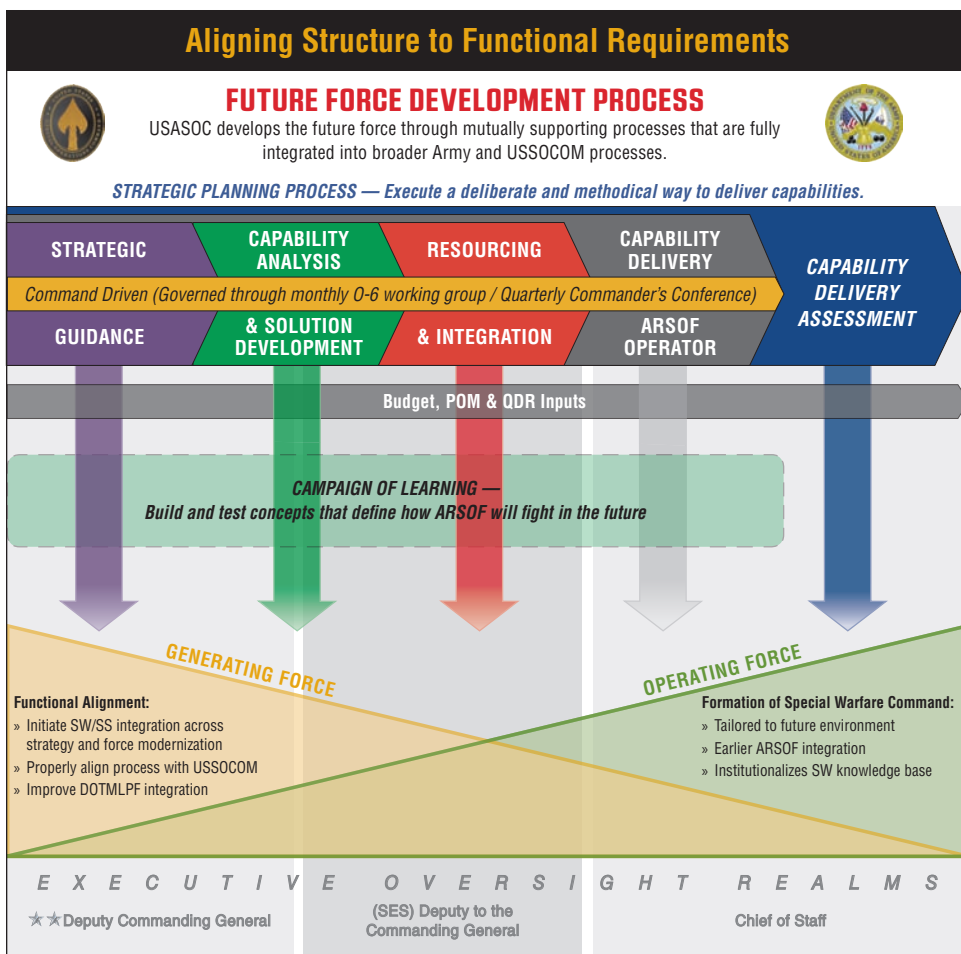 Aligning Structure to Functional Requirements
FUTURE FORCE DEVELOPMENT PROCESS
USASOC develops the future force through mutually supporting processes that are fully
integrated into broader Army and USSOCOM processes.
STRATEGIC PLANNING PROCESS — Execute a deliberate and methodical way to deliver capabilities.
STRATEGIC
CAPABILITY
ANALYSIS
RESOURCING
CAPABILITY
DELIVERY
CAPABILITY
DELIVERY
ASSESSMENT
Command Driven (Governed through monthly O-6 working group / Quarterly Commander's Conference)
GUIDANCE
& SOLUTION
DEVELOPMENT
& INTEGRATION
ARSOF
OPERATOR
Budget, POM & QDR Inputs
CAMPAIGN OF LEARNING —
Build and test concepts that define how ARSOF will fight in the future
GENERATING FORCE
OPERATING FORCE
Functional Alignment:
» Initiate SW/SS integration across
strategy and force modernization
» Properly align process with USSOCOM
» Improve DOTMLPF integration
Formation of Special Warfare Command:
» Tailored to future environment
» Earlier ARSOF integration
» Institutionalizes SW knowledge base
EXECUTIVE OVERSIGHT REALMS
★★Deputy Commanding General
(SES) Deputy to the
Commanding General
Chief of Staff